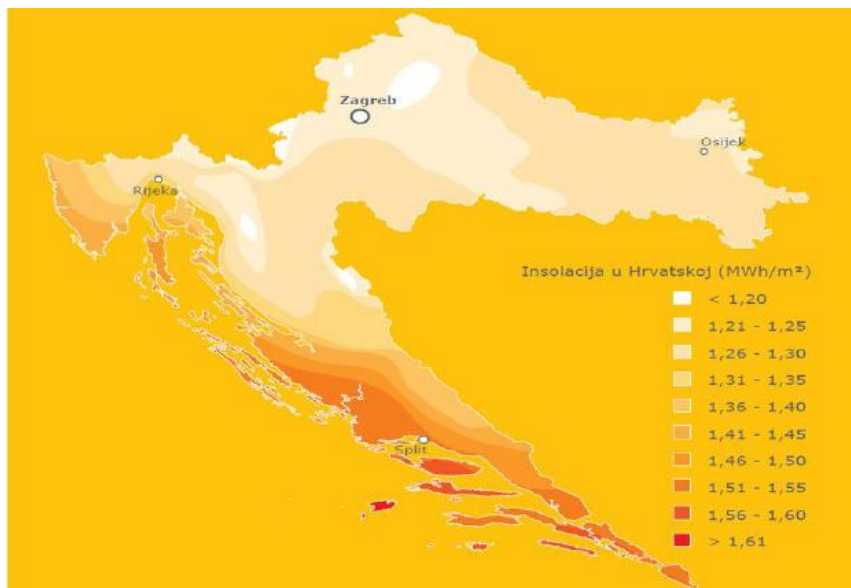 Zagreb
Osijek
Rijeka
Insolacija u Hrvatskoj (MWh/m²)
< 1,20
1,21 - 1,25
1,26 - 1,30
1,31 - 1,35
1,36 - 1,40
1,41 - 1,45
1,46 - 1,50
1,51 - 1,55
1,56 - 1,60
> 1,61
Split